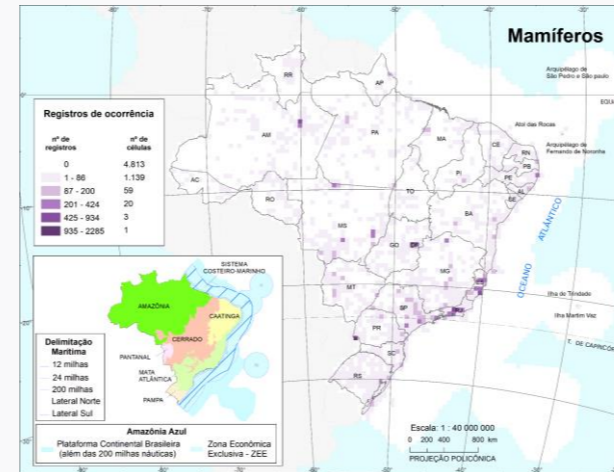 Mamíferos
Arquipélago de
São Pedro e São paulo
Atol das Rocas
Arquipélago de
Fernando de Noronha
Ilha de Trindade
Ilha Martim Vaz
OCEANO ATLÂNTICO
RR
AP
AM
PA
MA
CE
RN
PB
PE
AL
SE
PI
AC
RO
TO
BA
MS
GO
DF
MG
ES
MT
SP
RJ
PR
SC
RS
Registros de ocorrência
nº de registros nº de células
0 4.813
1 - 86 1.139
87 - 200 59
201 - 424 20
425 - 934 3
935 - 2285 1
SISTEMA
COSTEIRO-MARINHO
AMAZÔNIA
CAATINGA
CERRADO
PANTANAL
MATA
ATLÂNTICA
PAMPA
Delimitação
Marítima
12 milhas
24 milhas
200 milhas
Lateral Norte
Lateral Sul
Amazônia Azul
Plataforma Continental Brasileira
(além das 200 milhas náuticas)
Zona Econômica
Exclusiva - ZEE
Escala: 1 : 40 000 000
0 200 400 800 km
PROJEÇÃO POLICÔNICA